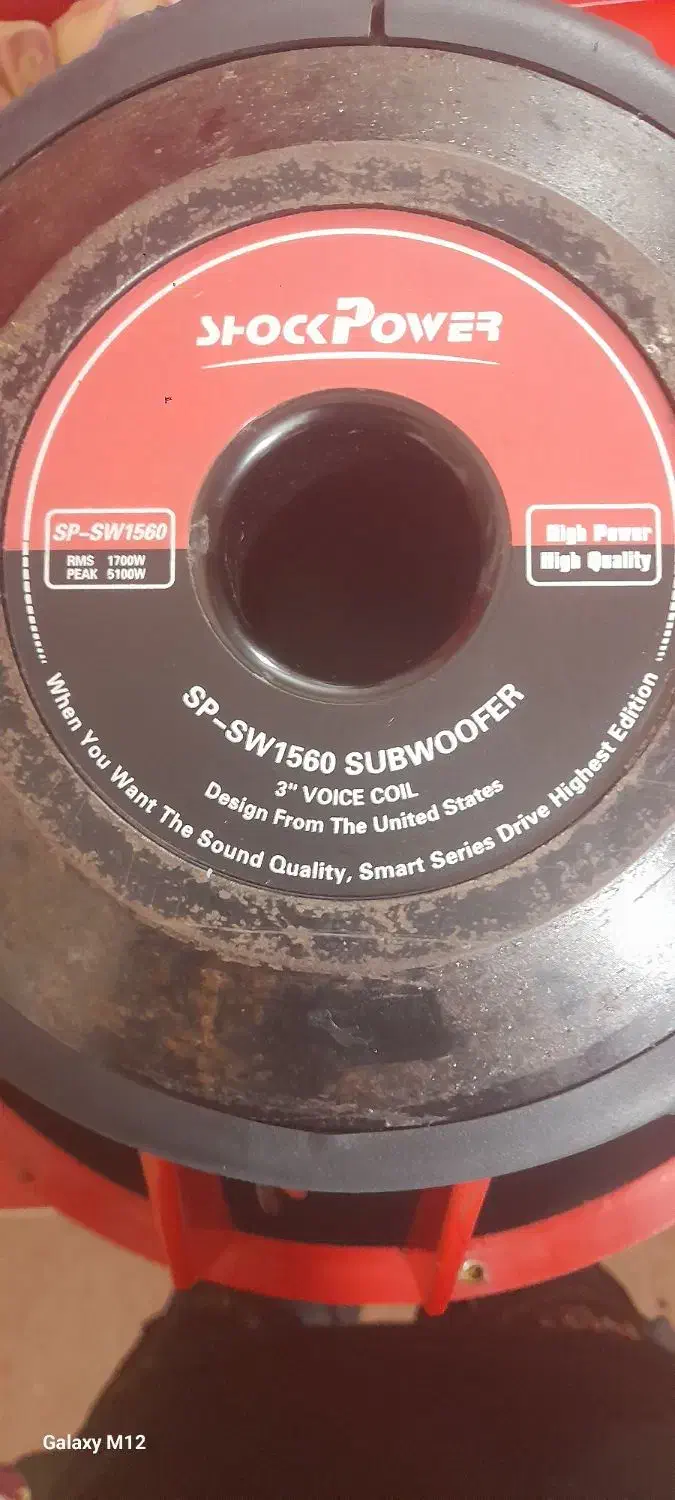 SHOCKPOWER
SP-SW1560
RMS 1700W
PEAK 5100W
High Power
High Quality
SP-SW1560 SUBWOOFER
3" VOICE COIL
Design From The United States
When You Want The Sound Quality, Smart Series Drive Highest Edition
Galaxy M12